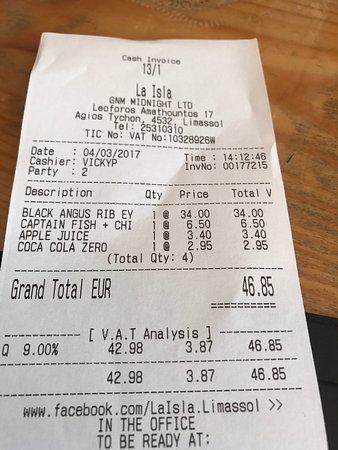 Cash Invoice
13/1
La Isla
GNM MIDNIGHT LTD
Leoforos Amathountos 17
Agios Tychon, 4532, Limassol
Tel: 25310310
TIC No: VAT No:10328926W
Date : 04/03/2017 Time : 14:12:46
Cashier: VICKYP InvNo: 00177215
Party : 2
Description Qty Price Total V
BLACK ANGUS RIB EY 1 @ 34.00 34.00
CAPTAIN FISH + CHI 1 @ 6.50 6.50
APPLE JUICE 1 @ 3.40 3.40
COCA COLA ZERO 1 @ 2.95 2.95
(Total Qty: 4)
Grand Total EUR 46.85
[ V.A.T Analysis ]
Q 9.00% 42.98 3.87 46.85
42.98 3.87 46.85
www.facebook.com/LaIsla.Limassol >>
IN THE OFFICE
TO BE READY AT: